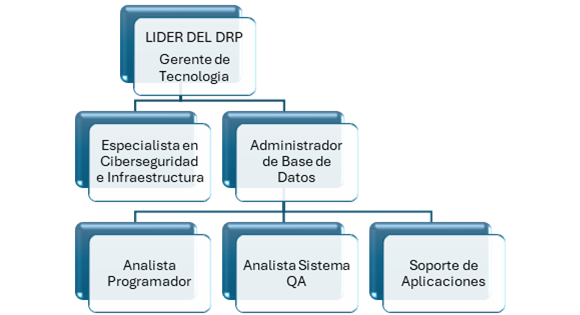 LIDER DEL DRP
Gerente de
Tecnologia
Especialista en
Ciberseguridad
e Infraestructura
Administrador
de Base de
Datos
Analista
Programador
Analista Sistema
QA
Soporte de
Aplicaciones